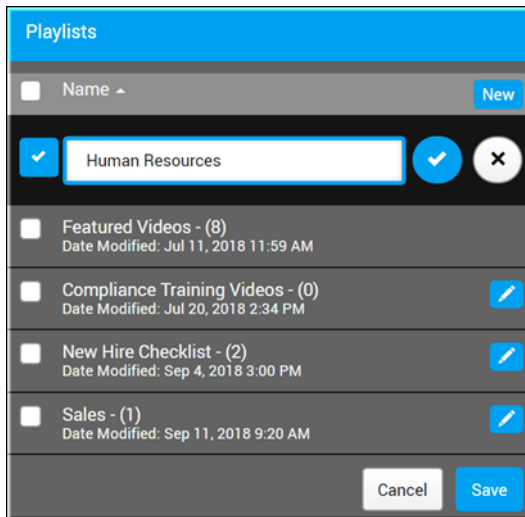 Playlists
Name
New
Human Resources
Featured Videos - (8)
Date Modified: Jul 11, 2018 11:59 AM
Compliance Training Videos - (0)
Date Modified: Jul 20, 2018 2:34 PM
New Hire Checklist - (2)
Date Modified: Sep 4, 2018 3:00 PM
Sales - (1)
Date Modified: Sep 11, 2018 9:20 AM
Cancel
Save